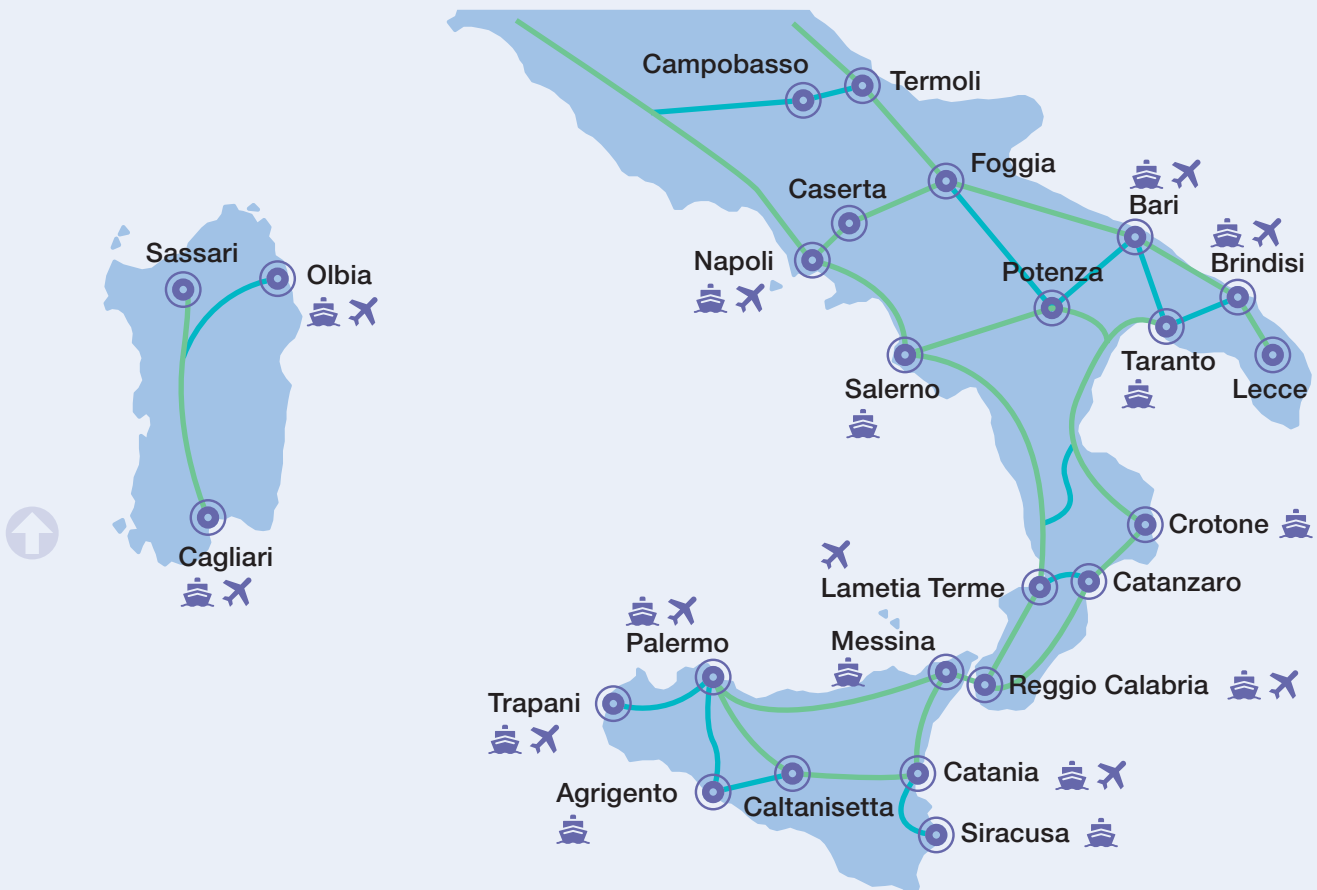 Campobasso
Termoli
Foggia
Caserta
Bari
Sassari
Olbia
Napoli
Potenza
Brindisi
Salerno
Taranto
Lecce
Cagliari
Crotone
Lametia Terme
Catanzaro
Palermo
Messina
Reggio Calabria
Trapani
Agrigento
Caltanisetta
Catania
Siracusa